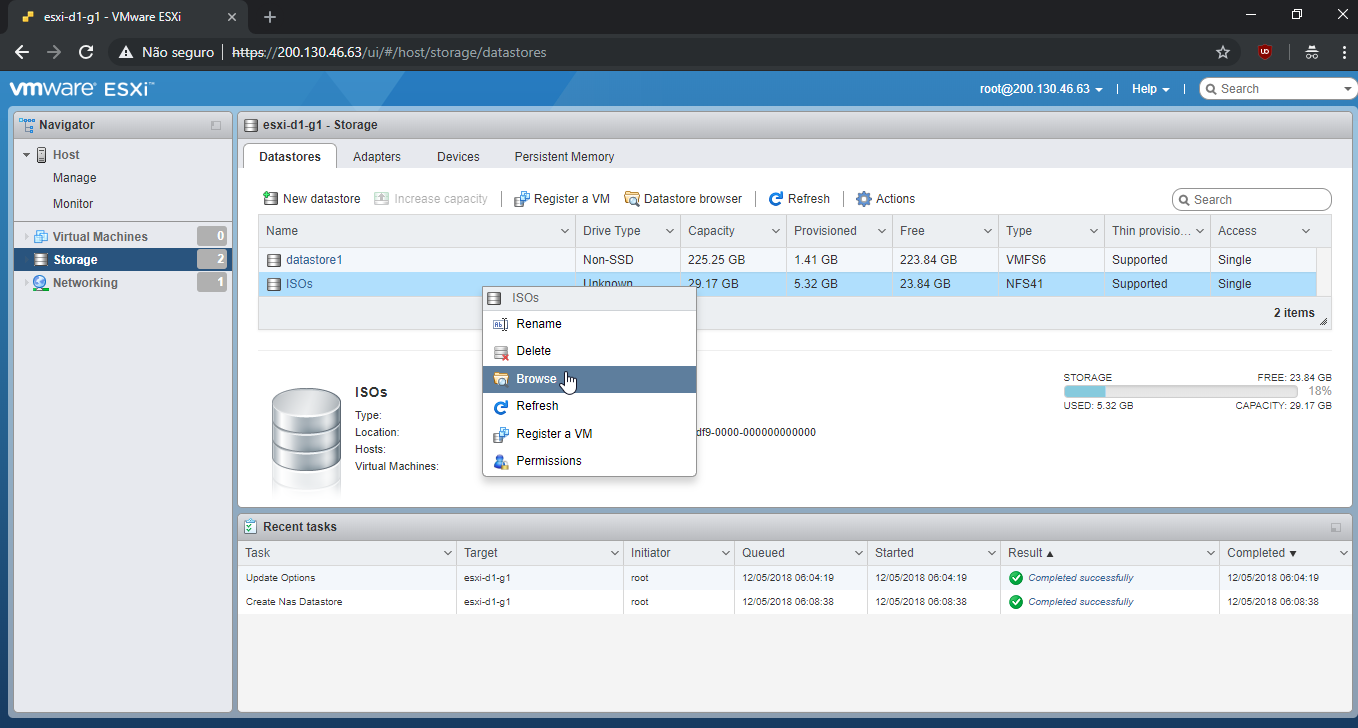 esxi-d1-g1 - VMware ESXi
Não seguro | https://200.130.46.63/ui/#/host/storage/datastores
vmware ESXi™
root@200.130.46.63 | Help | Search
Navigator
Host
Manage
Monitor
Virtual Machines 0
Storage 2
Networking 1
esxi-d1-g1 - Storage
Datastores Adapters Devices Persistent Memory
New datastore Increase capacity | Register a VM Datastore browser | Refresh | Actions Search
Name Drive Type Capacity Provisioned Free Type Thin provisio... Access
datastore1 Non-SSD 225.25 GB 1.41 GB 223.84 GB VMFS6 Supported Single
ISOs Unknown 29.17 GB 5.32 GB 23.84 GB NFS41 Supported Single
2 items
ISOs
Rename
Delete
Browse
Refresh
Register a VM
Permissions
ISOs
Type:
Location: df9-0000-000000000000
Hosts:
Virtual Machines:
STORAGE FREE: 23.84 GB
18%
USED: 5.32 GB CAPACITY: 29.17 GB
Recent tasks
Task Target Initiator Queued Started Result ▲ Completed ▼
Update Options esxi-d1-g1 root 12/05/2018 06:04:19 12/05/2018 06:04:19 Completed successfully 12/05/2018 06:04:19
Create Nas Datastore esxi-d1-g1 root 12/05/2018 06:08:38 12/05/2018 06:08:38 Completed successfully 12/05/2018 06:08:38